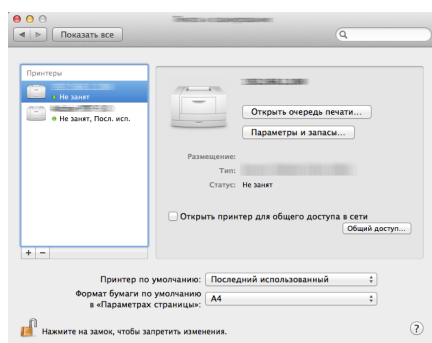 Показать все
Принтеры
Не занят
Не занят, Посл. исп.
+ −
Открыть очередь печати...
Параметры и запасы...
Размещение:
Тип:
Статус: Не занят
Открыть принтер для общего доступа в сети
Общий доступ...
Принтер по умолчанию: Последний использованный
Формат бумаги по умолчанию
в «Параметрах страницы»: A4
Нажмите на замок, чтобы запретить изменения.
?